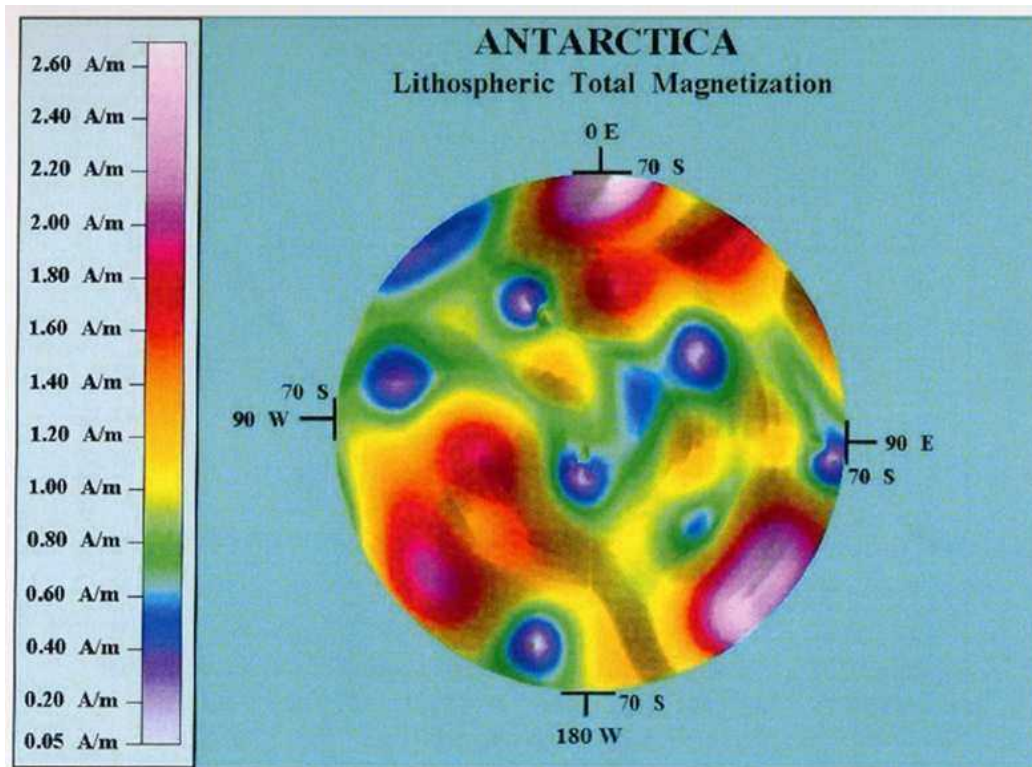 ANTARCTICA
Lithospheric Total Magnetization
2.60 A/m
2.40 A/m
2.20 A/m
2.00 A/m
1.80 A/m
1.60 A/m
1.40 A/m
1.20 A/m
1.00 A/m
0.80 A/m
0.60 A/m
0.40 A/m
0.20 A/m
0.05 A/m
0 E
70 S
70 S
90 W
90 E
70 S
70 S
180 W